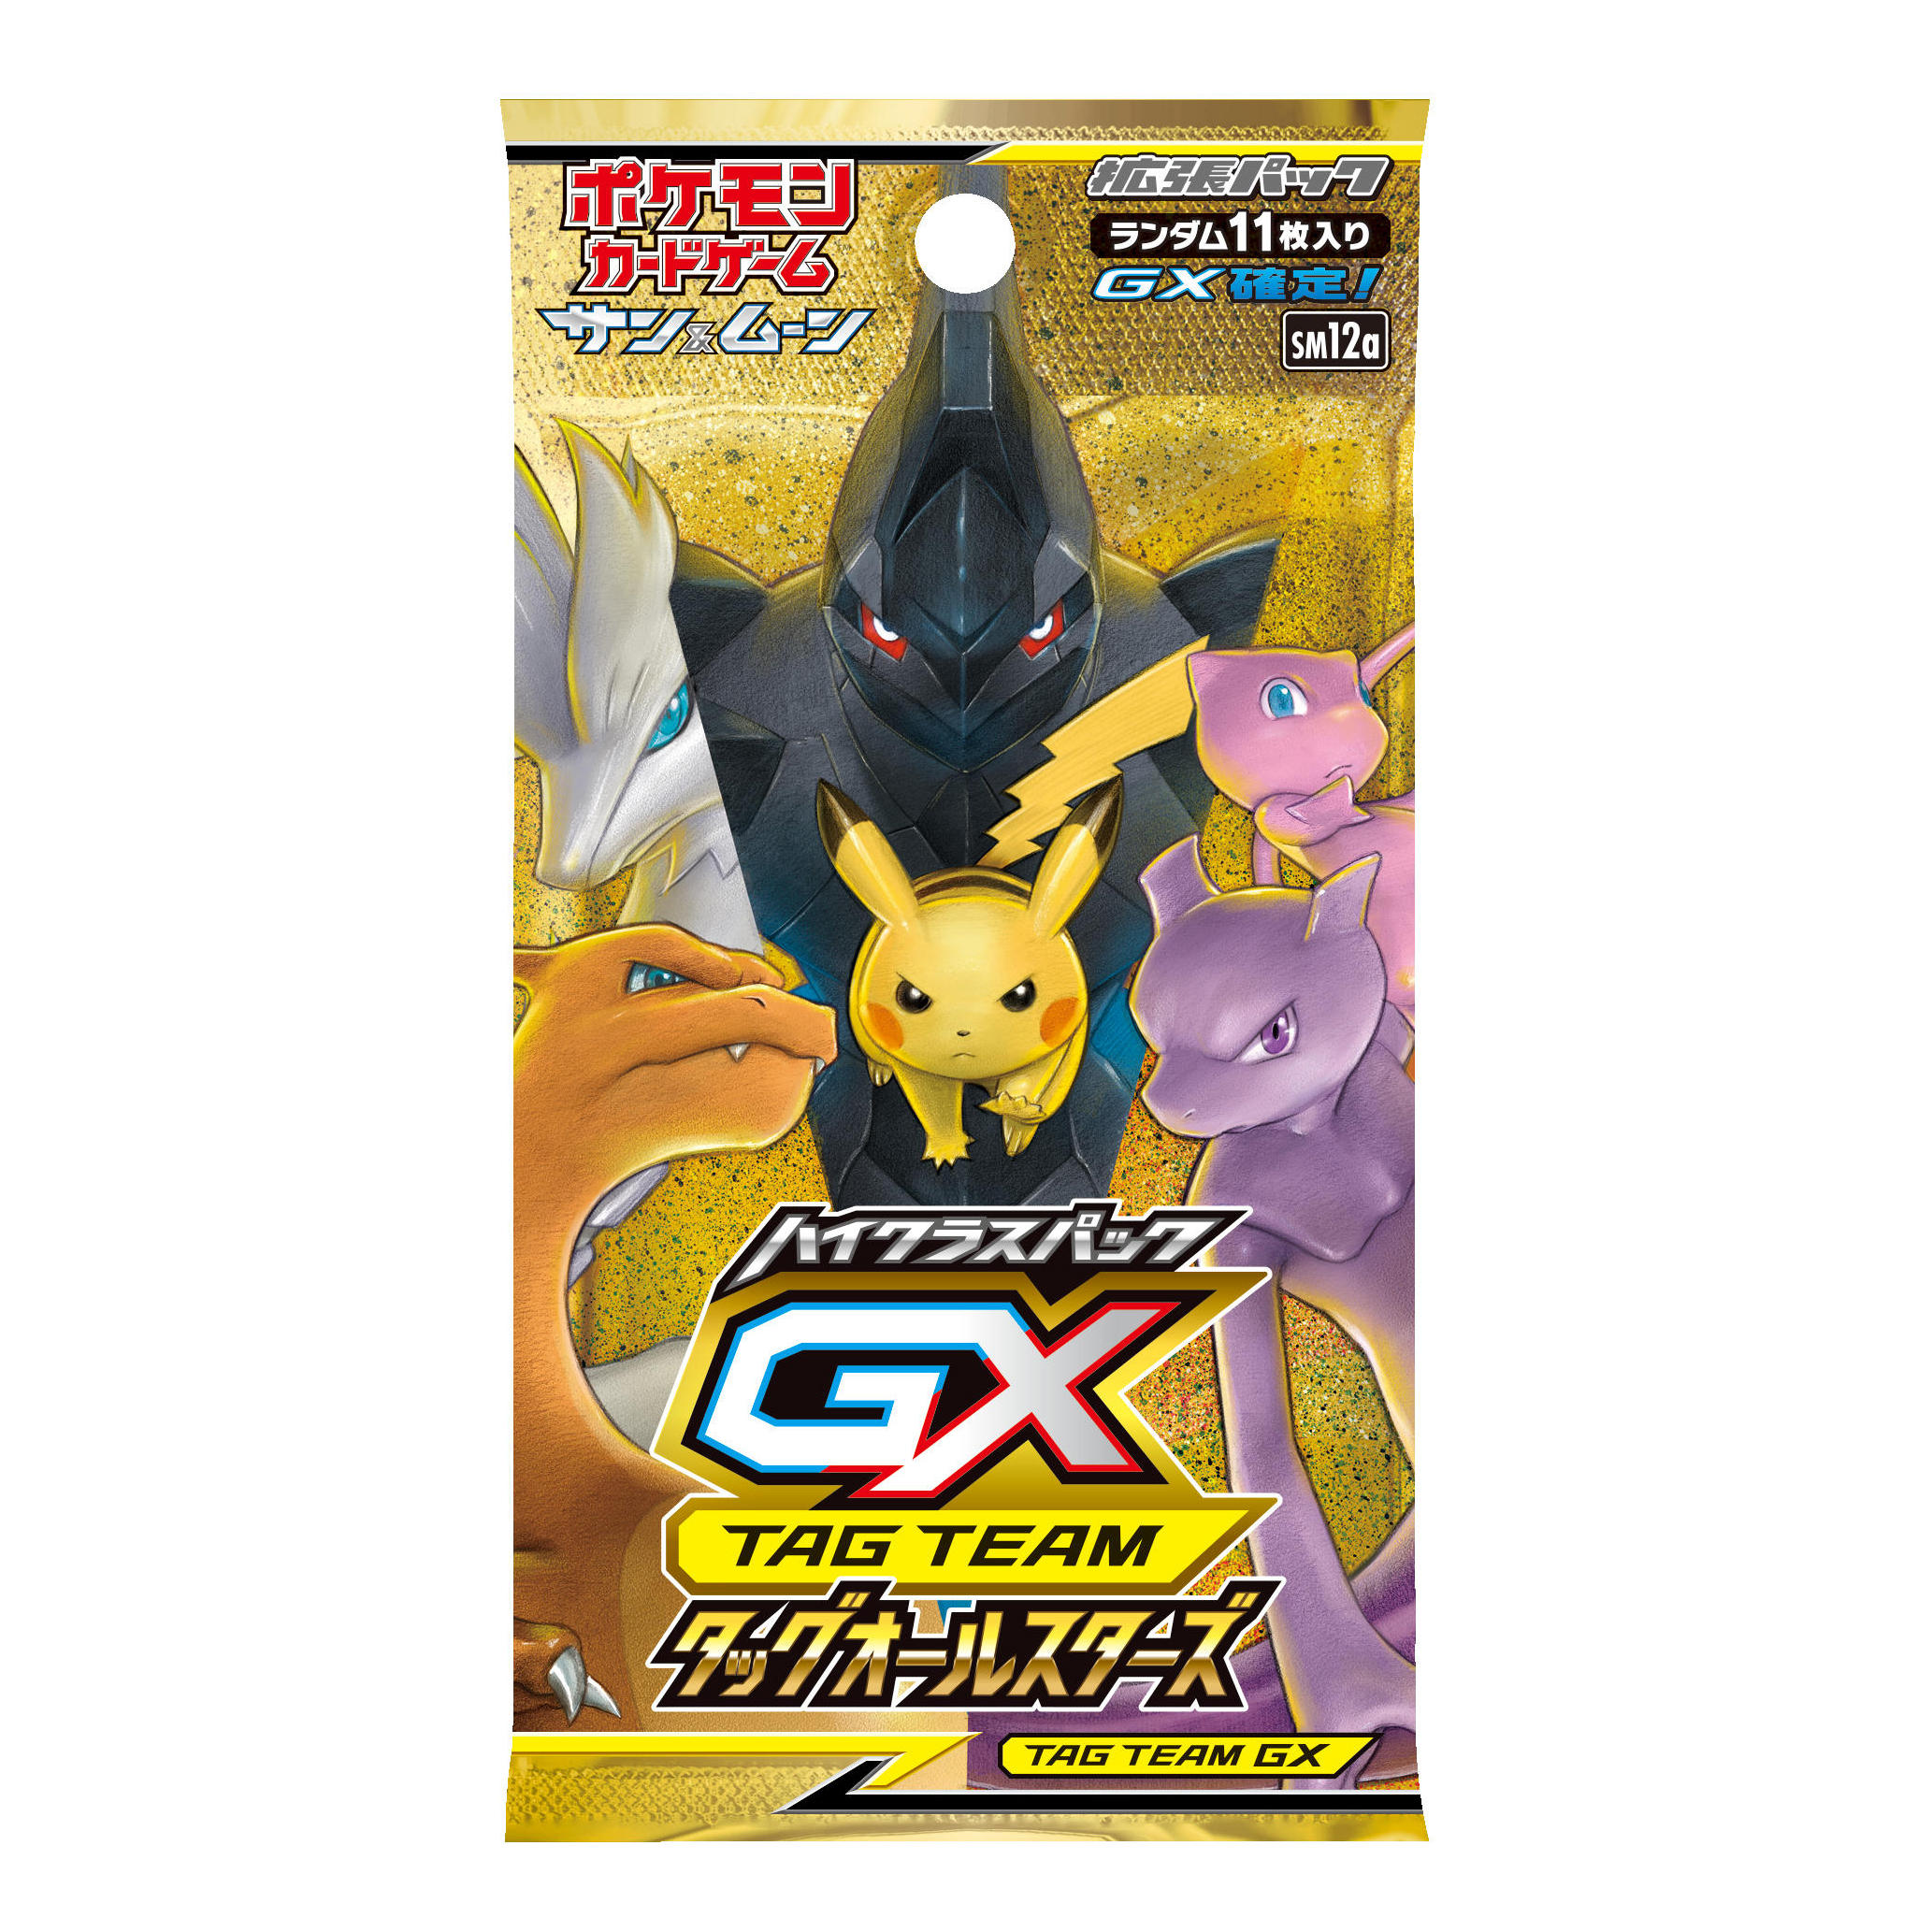 ポケモン
カードゲーム
サン&ムーン
拡張パック
ランダム11枚入り
GX確定!
SM12a
ハイクラスパック
GX
TAG TEAM
タッグオールスターズ
TAG TEAM GX